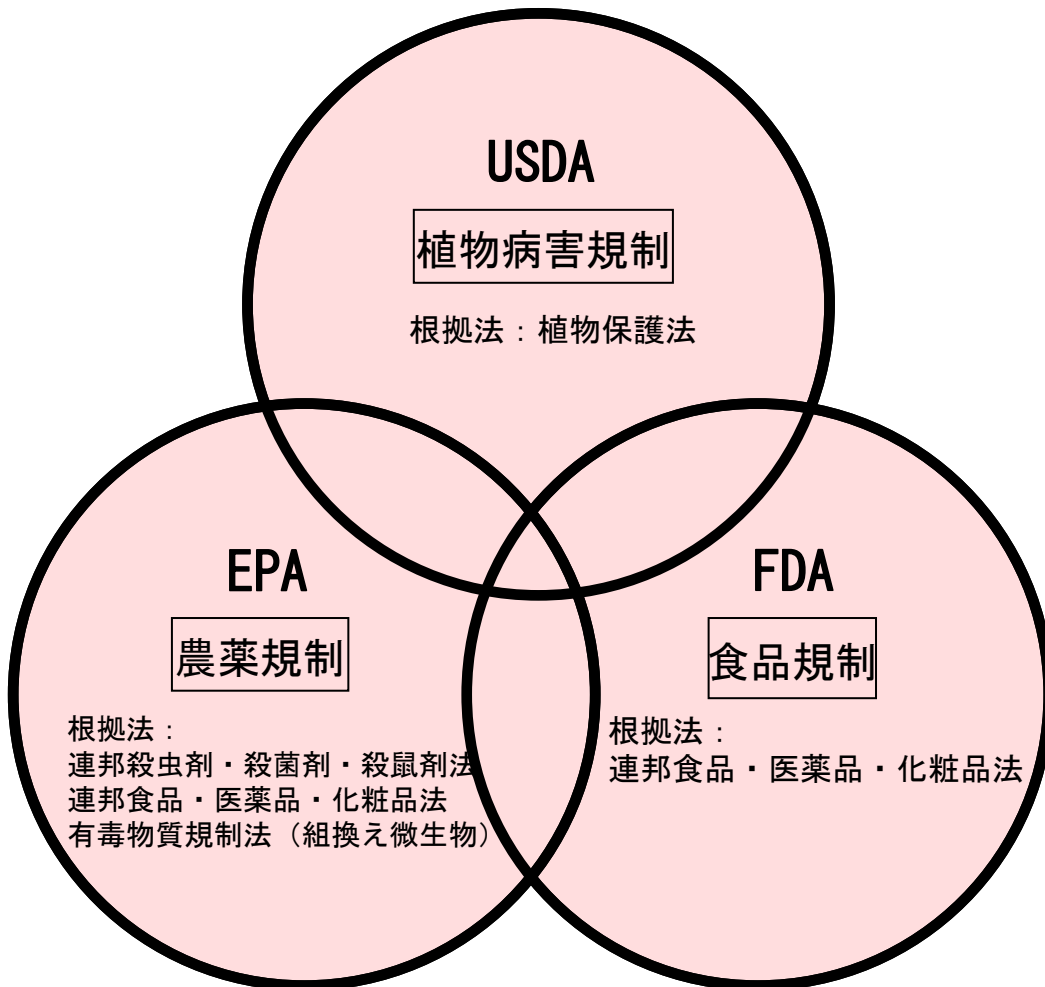 USDA
植物病害規制
根拠法：植物保護法
EPA
農薬規制
根拠法：
連邦殺虫剤・殺菌剤・殺鼠剤法
連邦食品・医薬品・化粧品法
有毒物質規制法（組換え微生物）
FDA
食品規制
根拠法：
連邦食品・医薬品・化粧品法